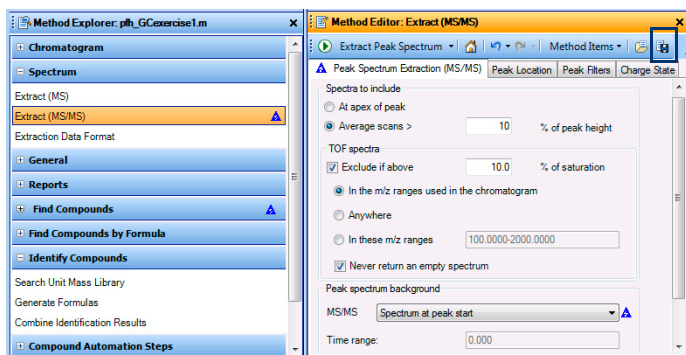 Method Explorer: pfh_GCexercise1.m
Chromatogram
Spectrum
Extract (MS)
Extract (MS/MS)
Extraction Data Format
General
Reports
Find Compounds
Find Compounds by Formula
Identify Compounds
Search Unit Mass Library
Generate Formulas
Combine Identification Results
Compound Automation Steps
Method Editor: Extract (MS/MS)
Extract Peak Spectrum Method Items
Peak Spectrum Extraction (MS/MS) Peak Location Peak Filters Charge State
Spectra to include
At apex of peak
Average scans > 10 % of peak height
TOF spectra
Exclude if above 10.0 % of saturation
In the m/z ranges used in the chromatogram
Anywhere
In these m/z ranges 100.0000-2000.0000
Never return an empty spectrum
Peak spectrum background
MS/MS Spectrum at peak start
Time range: 0.000